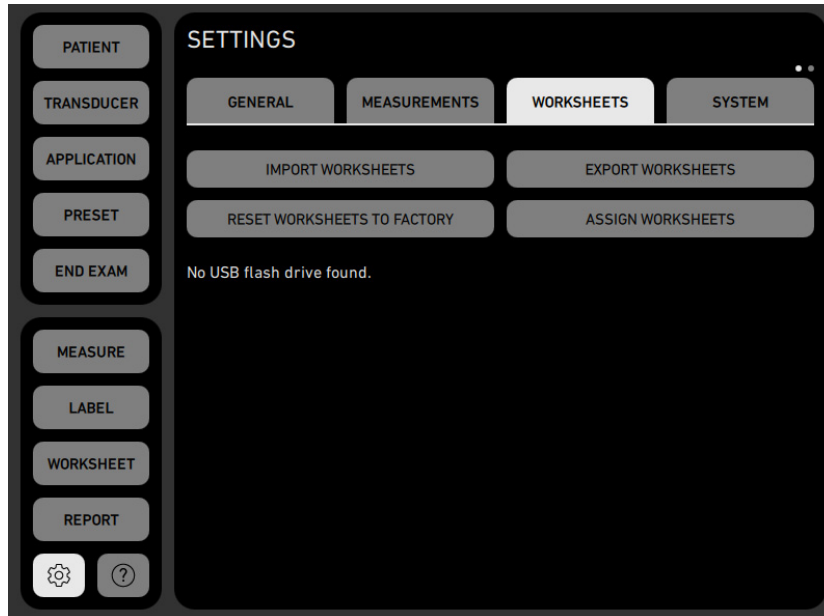 PATIENT
TRANSDUCER
APPLICATION
PRESET
END EXAM
MEASURE
LABEL
WORKSHEET
REPORT
?
SETTINGS
GENERAL MEASUREMENTS WORKSHEETS SYSTEM
IMPORT WORKSHEETS EXPORT WORKSHEETS
RESET WORKSHEETS TO FACTORY ASSIGN WORKSHEETS
No USB flash drive found.